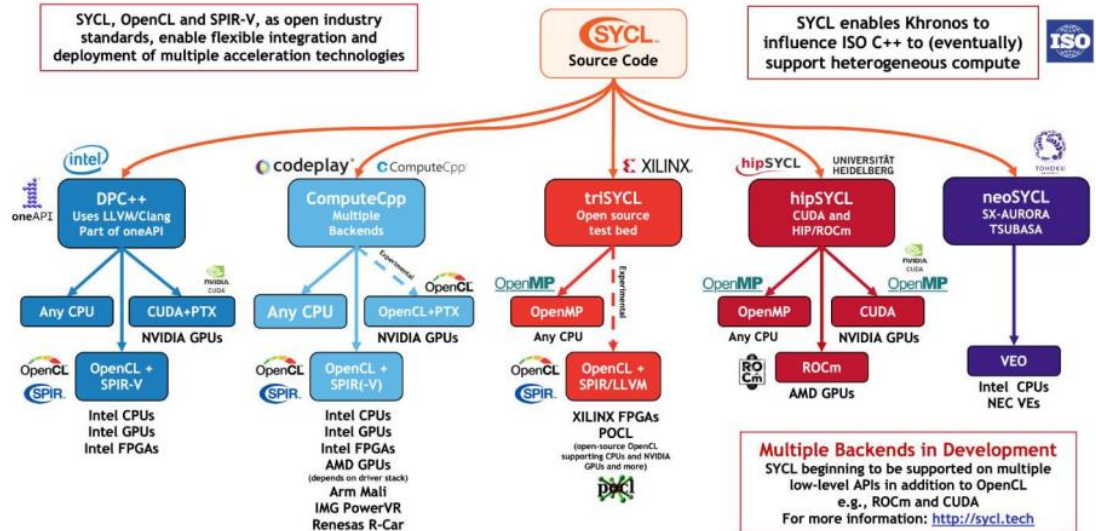 SYCL, OpenCL and SPIR-V, as open industry
standards, enable flexible integration and
deployment of multiple acceleration technologies
SYCL™
Source Code
SYCL enables Khronos to
influence ISO C++ to (eventually)
support heterogeneous compute
ISO
intel
oneAPI
DPC++
Uses LLVM/Clang
Part of oneAPI
NVIDIA
CUDA
Any CPU
CUDA+PTX
NVIDIA GPUs
OpenCL
SPIR
OpenCL +
SPIR-V
Intel CPUs
Intel GPUs
Intel FPGAs
codeplay®
ComputeCpp
ComputeCpp
Multiple
Backends
Experimental
OpenCL
Any CPU
OpenCL+PTX
NVIDIA GPUs
OpenCL
SPIR
OpenCL +
SPIR(-V)
Intel CPUs
Intel GPUs
Intel FPGAs
AMD GPUs
(depends on driver stack)
Arm Mali
IMG PowerVR
Renesas R-Car
XILINX
triSYCL
Open source
test bed
Experimental
OpenMP
OpenMP
Any CPU
OpenCL
SPIR
OpenCL +
SPIR/LLVM
XILINX FPGAs
POCL
(open-source OpenCL
supporting CPUs and NVIDIA
GPUs and more)
pocl
hipSYCL
UNIVERSITÄT
HEIDELBERG
hipSYCL
CUDA and
HIP/ROCm
NVIDIA
CUDA
OpenMP
OpenMP
OpenMP
CUDA
Any CPU
NVIDIA GPUs
ROCm
ROCm
AMD GPUs
TOHOKU
neoSYCL
SX-AURORA
TSUBASA
VEO
Intel CPUs
NEC VEs
Multiple Backends in Development
SYCL beginning to be supported on multiple
low-level APIs in addition to OpenCL
e.g., ROCm and CUDA
For more information: http://sycl.tech